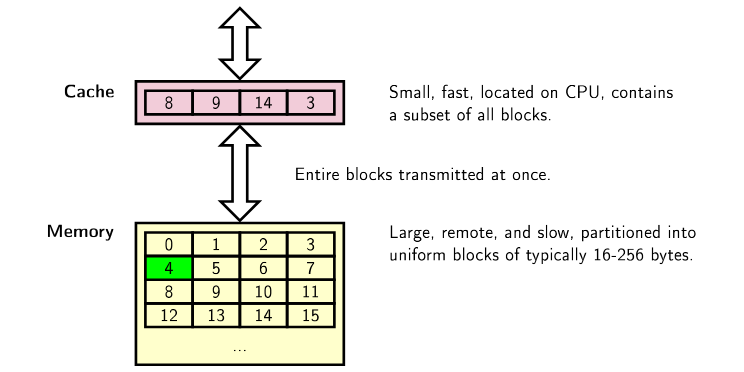 Cache
8 9 14 3
Small, fast, located on CPU, contains
a subset of all blocks.
Entire blocks transmitted at once.
Memory
0 1 2 3
4 5 6 7
8 9 10 11
12 13 14 15
...
Large, remote, and slow, partitioned into
uniform blocks of typically 16-256 bytes.